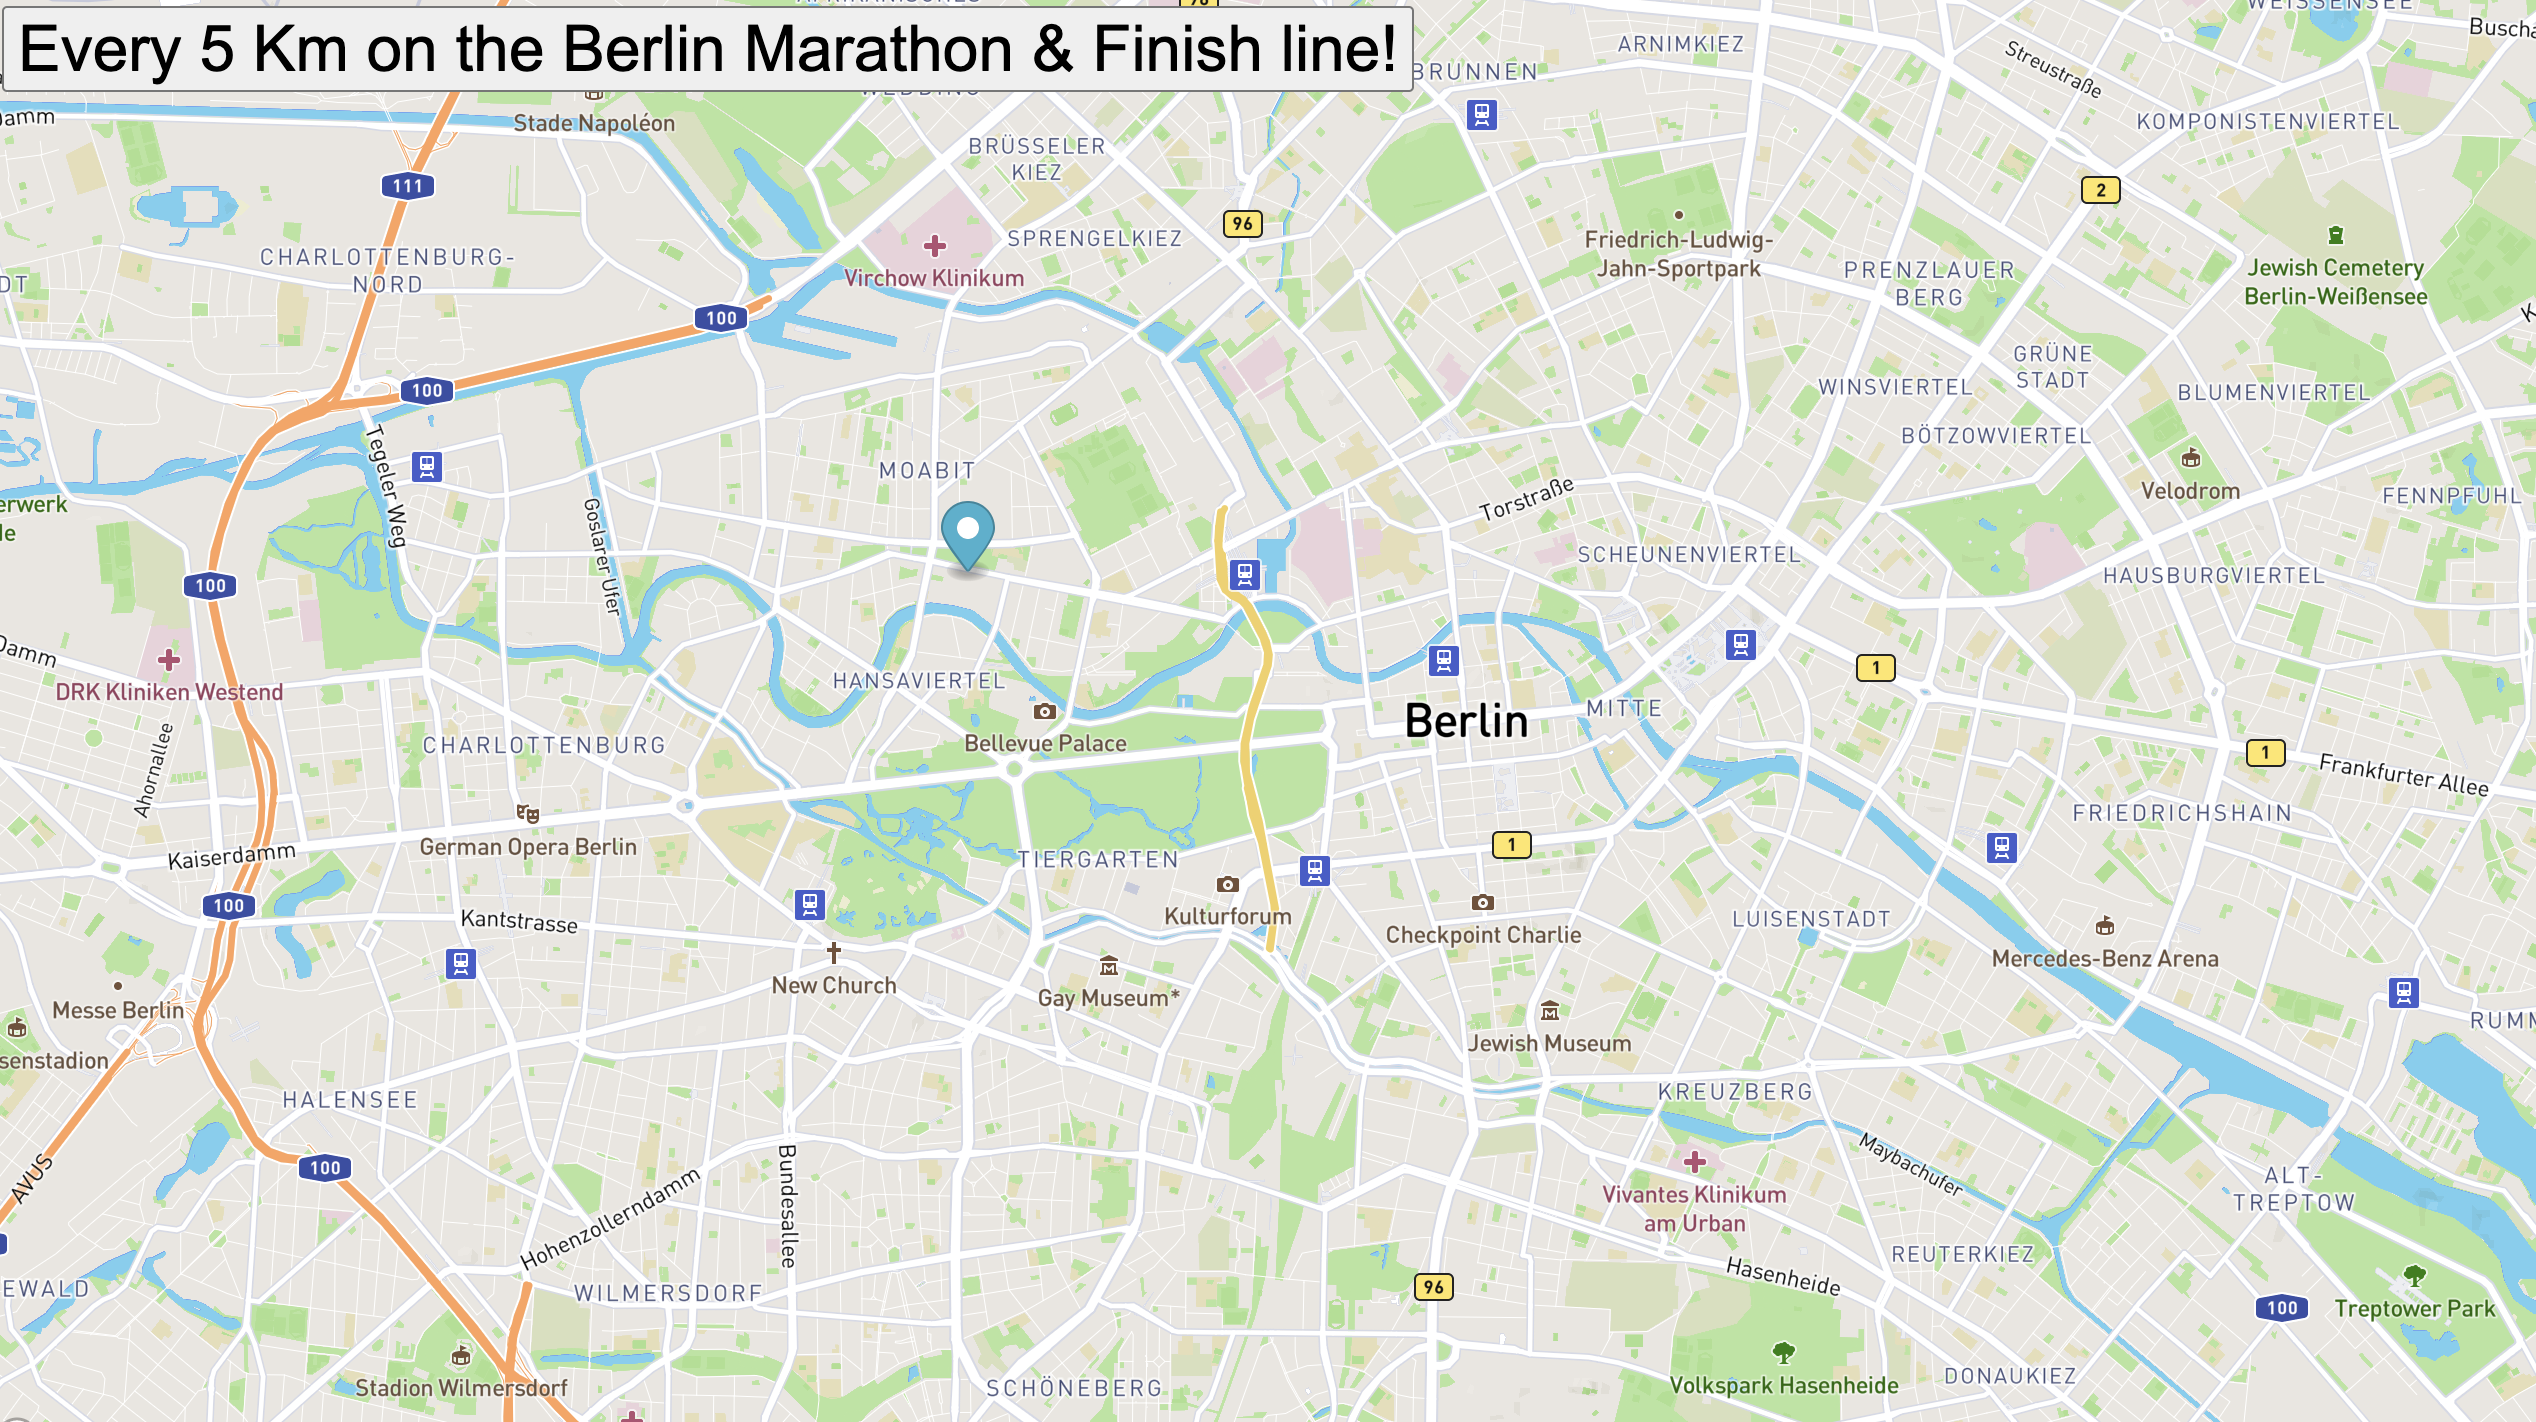 Every 5 Km on the Berlin Marathon & Finish line!
96
ARNIMKIEZ
BRUNNEN
Streustraße
KOMPONISTENVIERTEL
Stade Napoléon
BRÜSSELER
KIEZ
111
2
96
CHARLOTTENBURG-
NORD
SPRENGELKIEZ
Virchow Klinikum
Friedrich-Ludwig-
Jahn-Sportpark
PRENZLAUER
BERG
Jewish Cemetery
Berlin-Weißensee
100
100
GRÜNE
STADT
WINSVIERTEL
BLUMENVIERTEL
BÖTZOWVIERTEL
Tegeler Weg
MOABIT
Torstraße
Velodrom
FENNPFUHL
Goslarer Ufer
SCHEUNENVIERTEL
HAUSBURGVIERTEL
100
Damm
DRK Kliniken Westend
HANSAVIERTEL
1
Berlin
MITTE
CHARLOTTENBURG
Bellevue Palace
1
Frankfurter Allee
Ahornallee
German Opera Berlin
Kaiserdamm
TIERGARTEN
1
FRIEDRICHSHAIN
100
Kantstrasse
Kulturforum
Checkpoint Charlie
LUISENSTADT
Mercedes-Benz Arena
New Church
Gay Museum*
Messe Berlin
senstadion
Jewish Museum
RUMM
HALENSEE
KREUZBERG
AVUS
100
Hohenzollerndamm
Bundesallee
Maybachufer
Vivantes Klinikum
am Urban
ALT-
TREPTOW
REUTERKIEZ
Hasenheide
EWALD
WILMERSDORF
96
100
Treptower Park
Stadion Wilmersdorf
SCHÖNEBERG
Volkspark Hasenheide
DONAUKIEZ